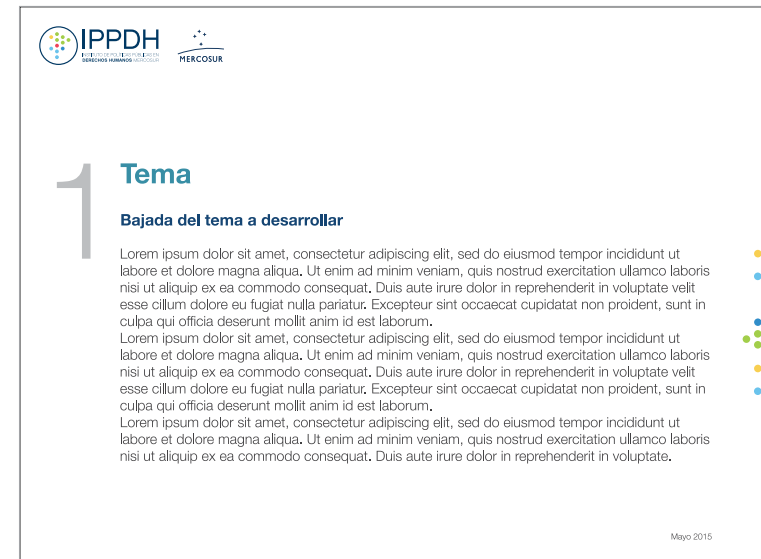 IPPDH
INSTITUTO DE POLÍTICAS PÚBLICAS EN
DERECHOS HUMANOS MERCOSUR
MERCOSUR
1
Tema
Bajada del tema a desarrollar
Lorem ipsum dolor sit amet, consectetur adipiscing elit, sed do eiusmod tempor incididunt ut
labore et dolore magna aliqua. Ut enim ad minim veniam, quis nostrud exercitation ullamco laboris
nisi ut aliquip ex ea commodo consequat. Duis aute irure dolor in reprehenderit in voluptate velit
esse cillum dolore eu fugiat nulla pariatur. Excepteur sint occaecat cupidatat non proident, sunt in
culpa qui officia deserunt mollit anim id est laborum.
Lorem ipsum dolor sit amet, consectetur adipiscing elit, sed do eiusmod tempor incididunt ut
labore et dolore magna aliqua. Ut enim ad minim veniam, quis nostrud exercitation ullamco laboris
nisi ut aliquip ex ea commodo consequat. Duis aute irure dolor in reprehenderit in voluptate velit
esse cillum dolore eu fugiat nulla pariatur. Excepteur sint occaecat cupidatat non proident, sunt in
culpa qui officia deserunt mollit anim id est laborum.
Lorem ipsum dolor sit amet, consectetur adipiscing elit, sed do eiusmod tempor incididunt ut
labore et dolore magna aliqua. Ut enim ad minim veniam, quis nostrud exercitation ullamco laboris
nisi ut aliquip ex ea commodo consequat. Duis aute irure dolor in reprehenderit in voluptate.
Mayo 2015